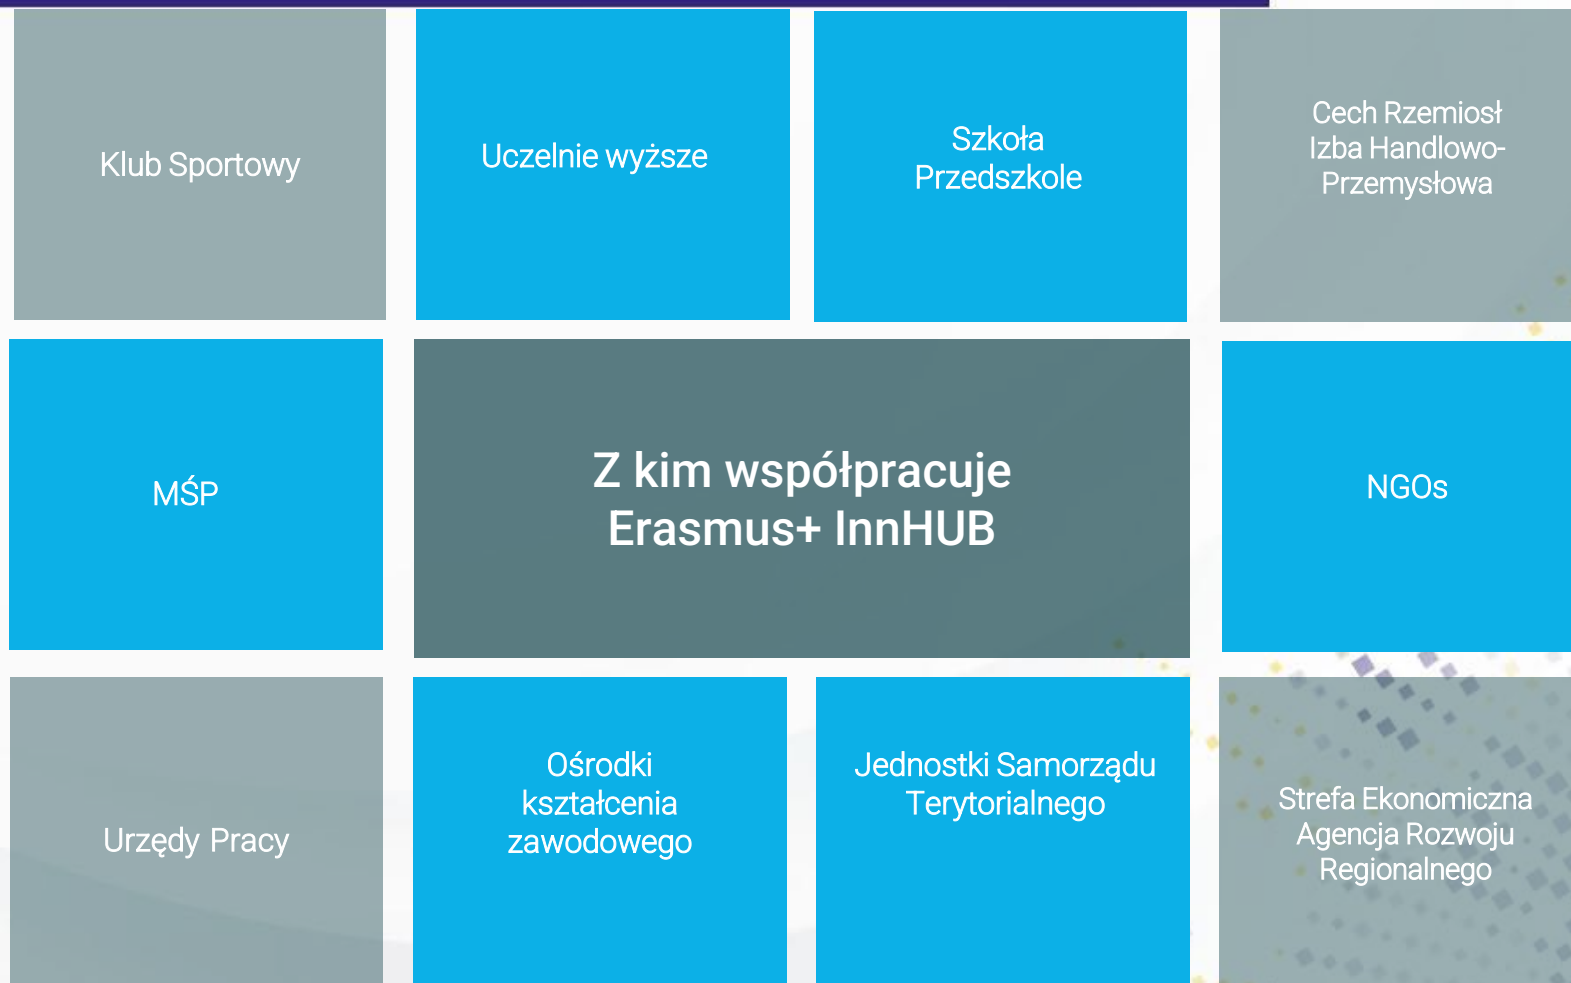 Klub Sportowy
Uczelnie wyższe
Szkoła
Przedszkole
Cech Rzemiosł
Izba Handlowo-
Przemysłowa
MŚP
Z kim współpracuje
Erasmus+ InnHUB
NGOs
Urzędy Pracy
Ośrodki
kształcenia
zawodowego
Jednostki Samorządu
Terytorialnego
Strefa Ekonomiczna
Agencja Rozwoju
Regionalnego